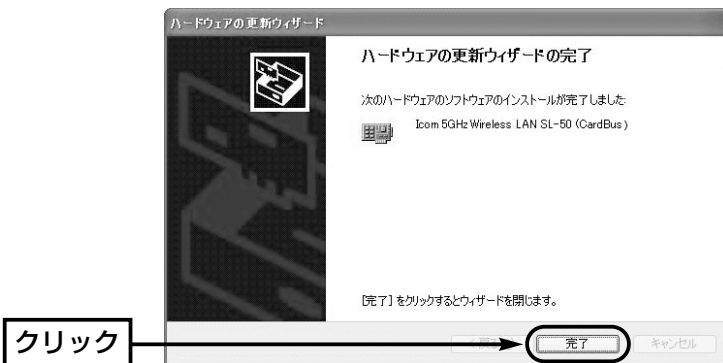 ハードウェアの更新ウィザード
ハードウェアの更新ウィザードの完了
次のハードウェアのソフトウェアのインストールが完了しました:
Icom 5GHz Wireless LAN SL-50 (CardBus)
[完了] をクリックするとウィザードを閉じます。
クリック
完了
キャンセル